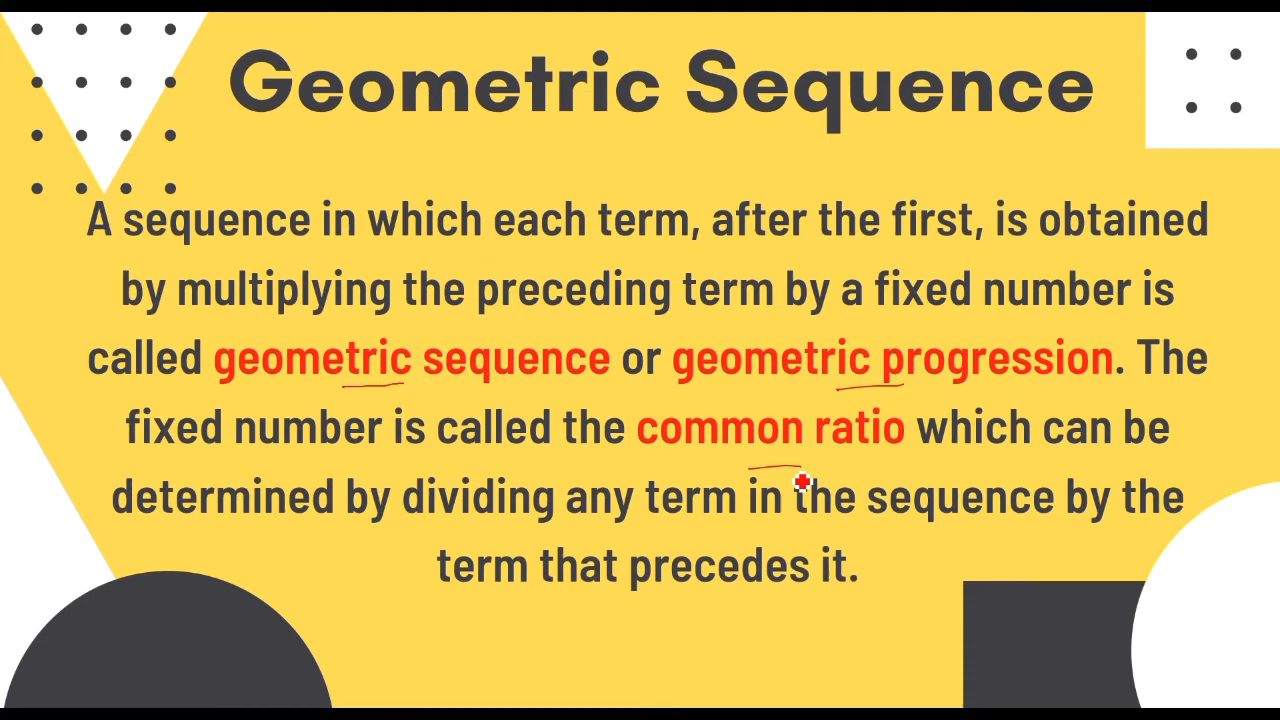 Geometric Sequence
A sequence in which each term, after the first, is obtained
by multiplying the preceding term by a fixed number is
called geometric sequence or geometric progression. The
fixed number is called the common ratio which can be
determined by dividing any term in the sequence by the
term that precedes it.